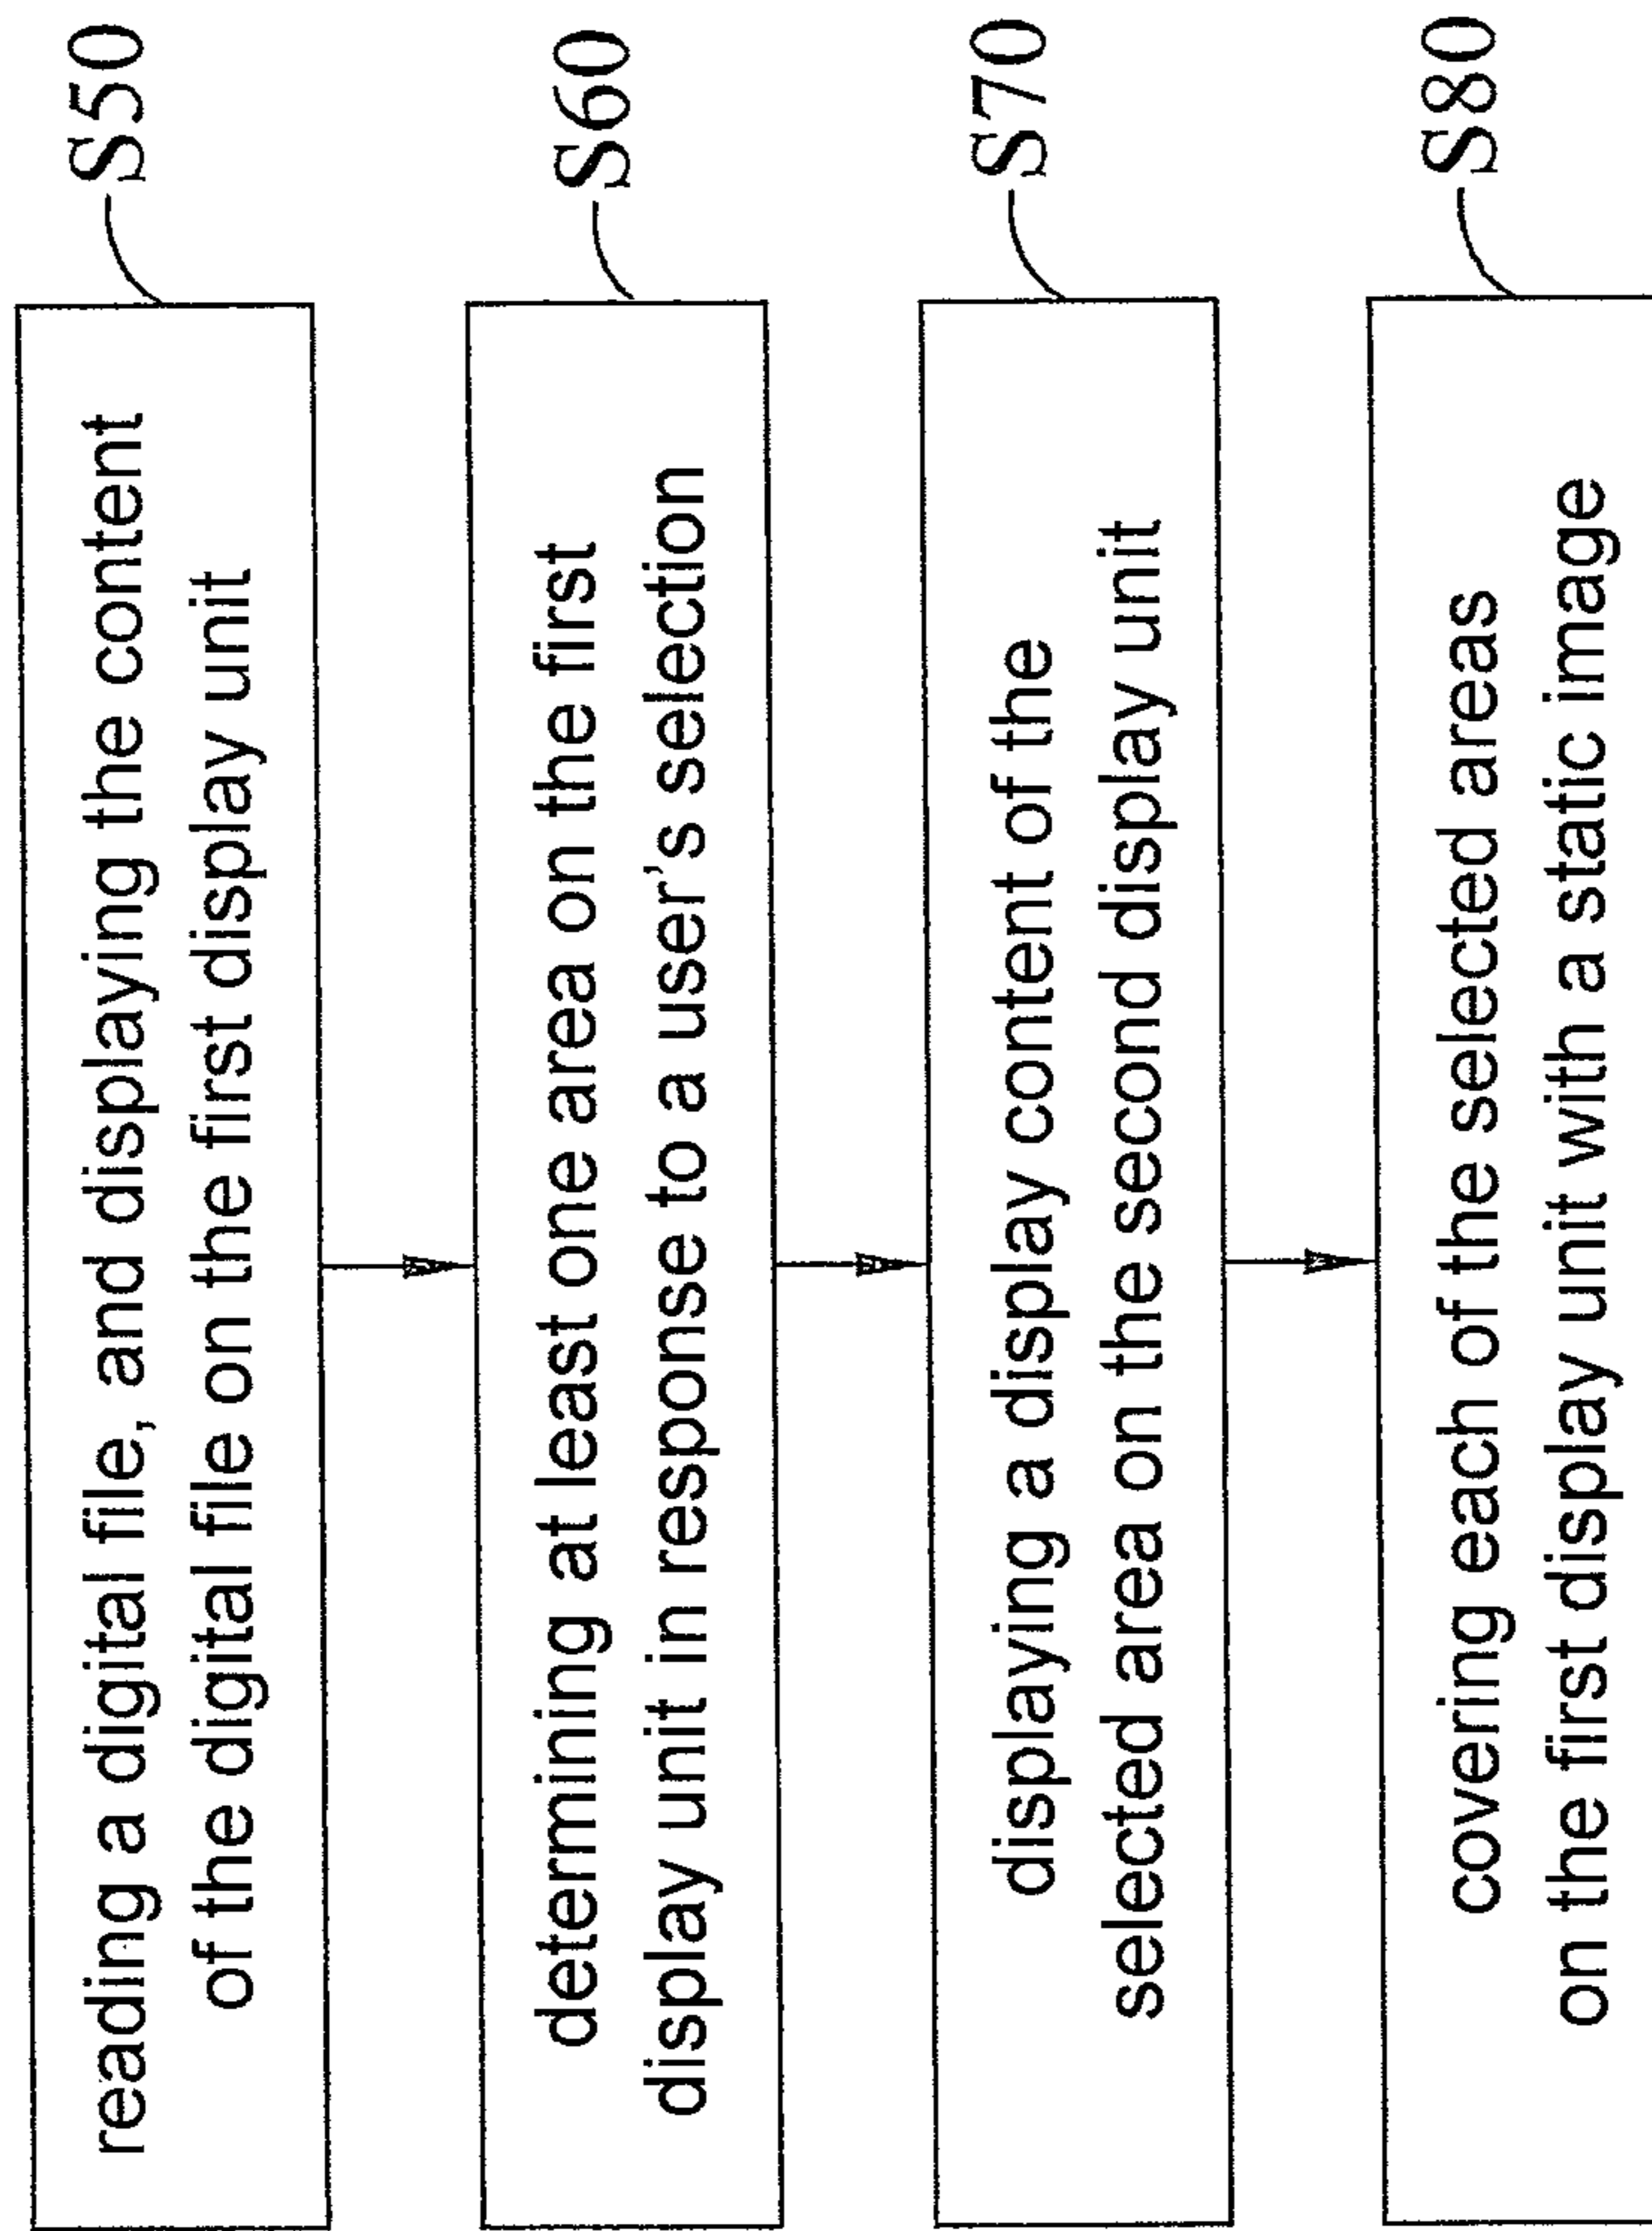 reading a digital file, and displaying the content
of the digital file on the first display unit
S50
determining at least one area on the first
display unit in response to a user's selection
S60
displaying a display content of the
selected area on the second display unit
S70
covering each of the selected areas
on the first display unit with a static image
S80